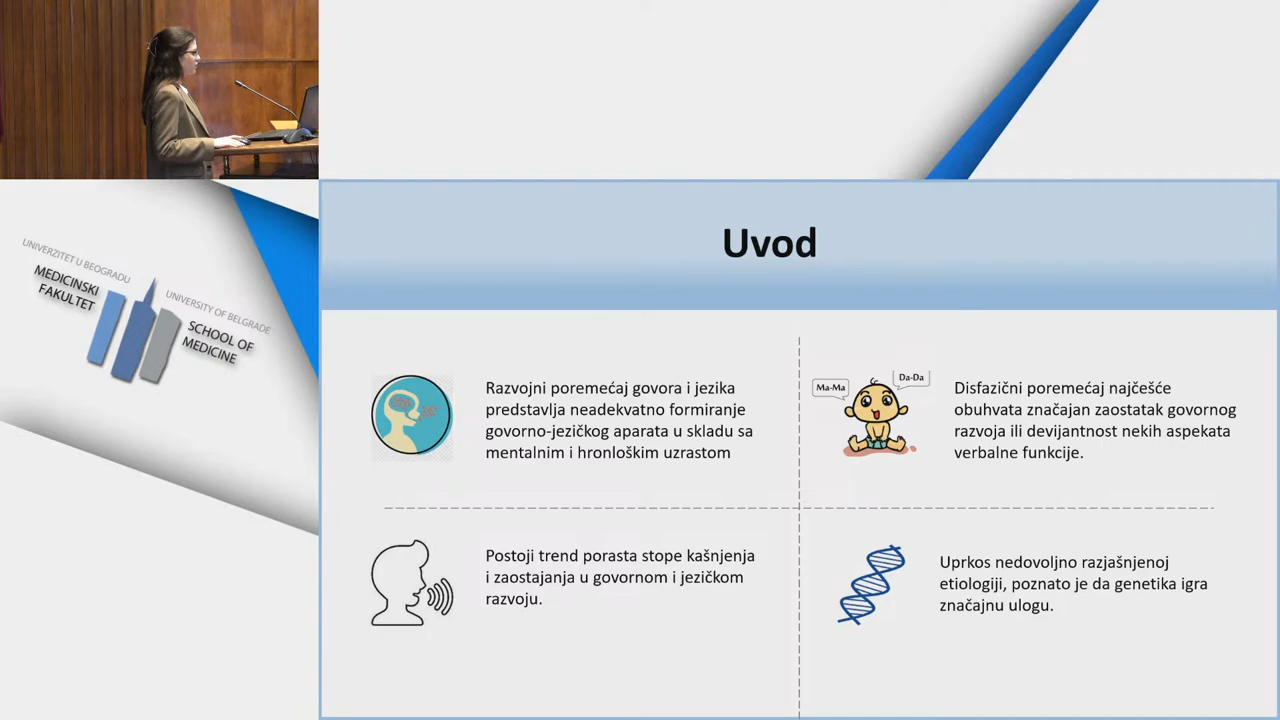 UNIVERZITET U BEOGRADU
MEDICINSKI
FAKULTET
UNIVERSITY OF BELGRADE
SCHOOL OF
MEDICINE
Uvod
Razvojni poremećaj govora i jezika
predstavlja neadekvatno formiranje
govorno-jezičkog aparata u skladu sa
mentalnim i hronloškim uzrastom
Ma-Ma
Da-Da
Disfazični poremećaj najčešće
obuhvata značajan zaostatak govornog
razvoja ili devijantnost nekih aspekata
verbalne funkcije.
Postoji trend porasta stope kašnjenja
i zaostajanja u govornom i jezičkom
razvoju.
Uprkos nedovoljno razjašnjenoj
etiologiji, poznato je da genetika igra
značajnu ulogu.